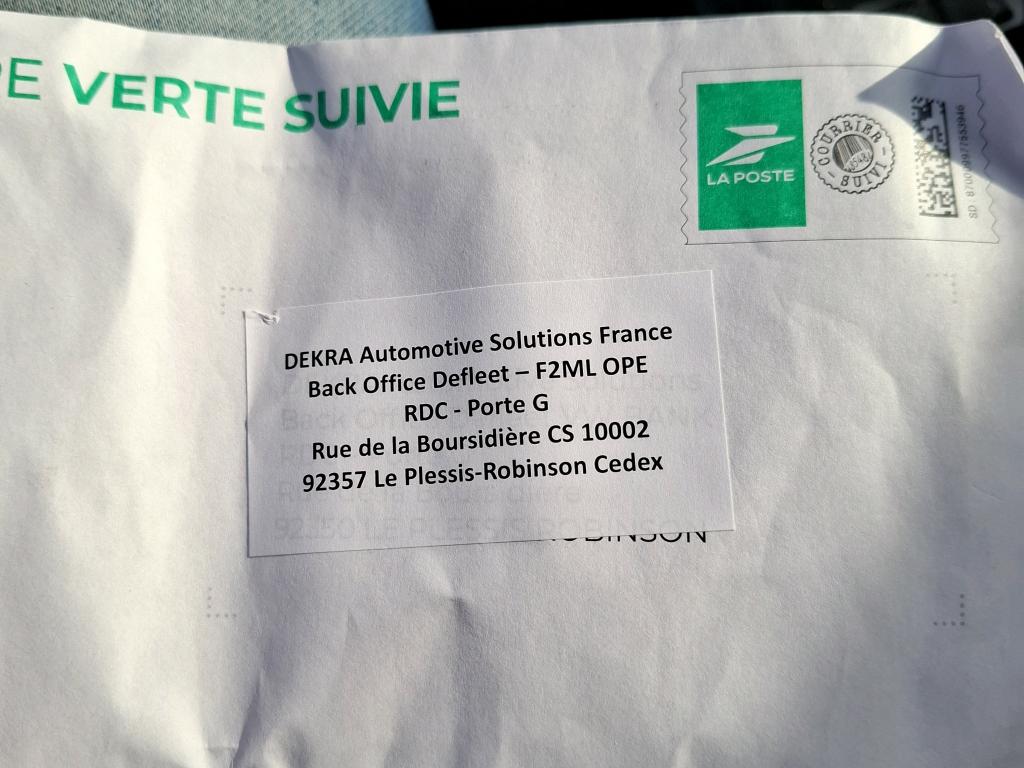 VERTE SUIVIE
LA POSTE
COURRIER
SUIVI
DEKRA Automotive Solutions France
Back Office Defleet – F2ML OPE
RDC - Porte G
Rue de la Boursidière CS 10002
92357 Le Plessis-Robinson Cedex
ROBINSON